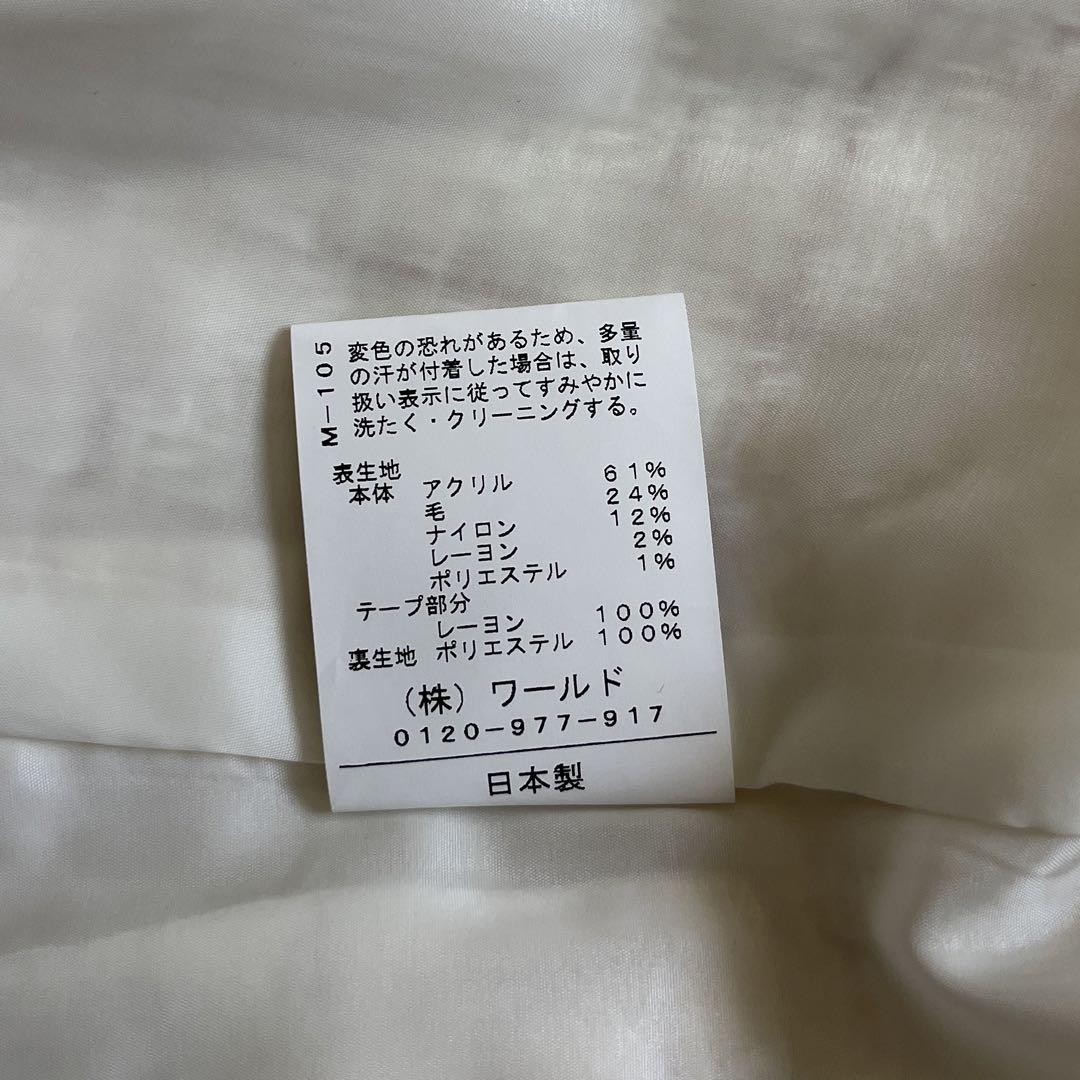 M-105
変色の恐れがあるため、多量
の汗が付着した場合は、取り
扱い表示に従ってすみやかに
洗たく・クリーニングする。
表生地
本体 アクリル 61%
毛 24%
ナイロン 12%
レーヨン 2%
ポリエステル 1%
テープ部分
レーヨン 100%
裏生地 ポリエステル 100%
(株) ワールド
0120-977-917
日本製